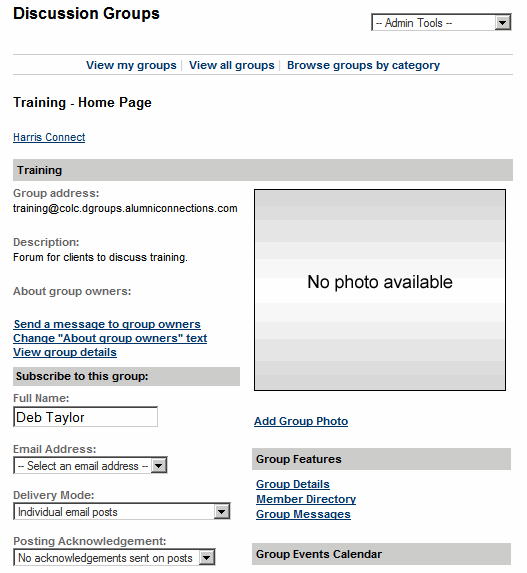 Discussion Groups
-- Admin Tools --
View my groups | View all groups | Browse groups by category
Training - Home Page
Harris Connect
Training
Group address:
training@colc.dgroups.alumniconnections.com
Description:
Forum for clients to discuss training.
About group owners:
Send a message to group owners
Change "About group owners" text
View group details
Subscribe to this group:
Full Name:
Deb Taylor
Email Address:
-- Select an email address --
Delivery Mode:
Individual email posts
Posting Acknowledgement:
No acknowledgements sent on posts
No photo available
Add Group Photo
Group Features
Group Details
Member Directory
Group Messages
Group Events Calendar